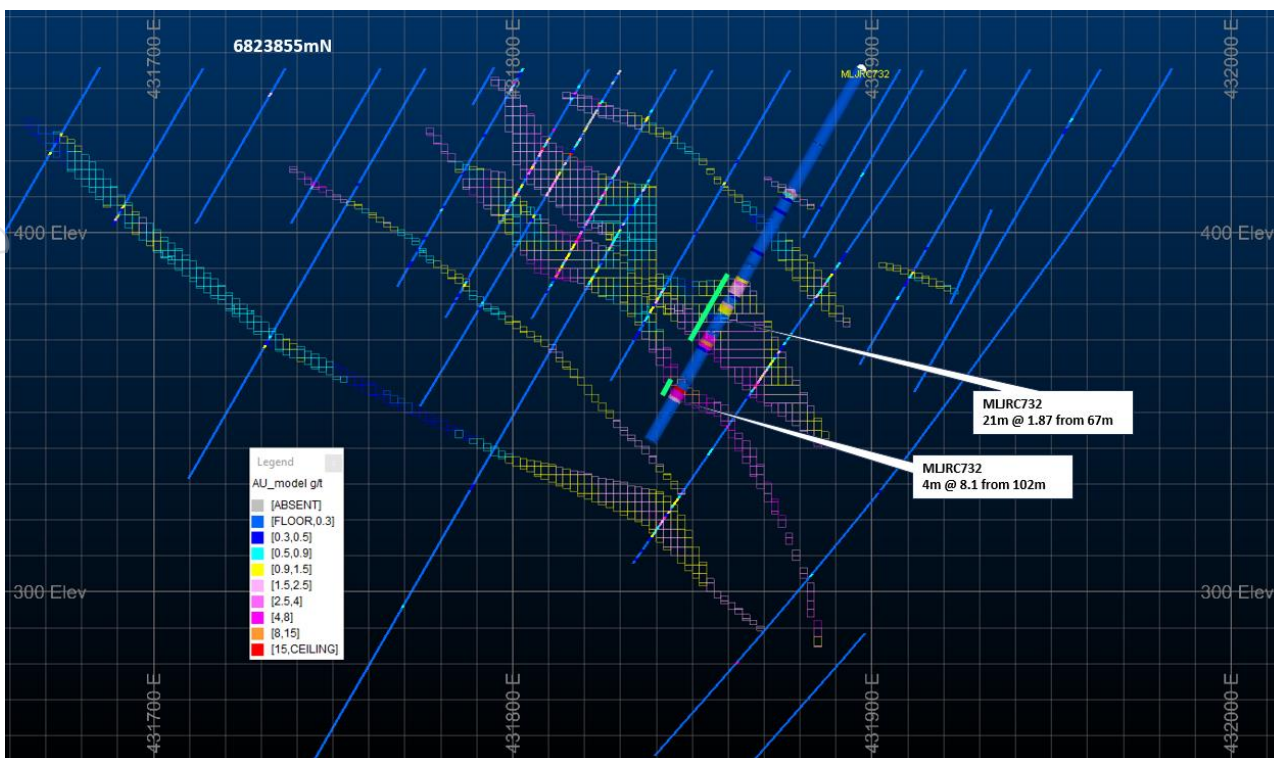 431700 E
6823855mN
431800 E
431900 E
432000 E
MLJRC732
400 Elev
400 Elev
MLJRC732
21m @ 1.87 from 67m
MLJRC732
4m @ 8.1 from 102m
Legend
AU_model g/t
[ABSENT]
[FLOOR,0.3]
[0.3,0.5]
[0.5,0.9]
[0.9,1.5]
[1.5,2.5]
[2.5,4]
[4,8]
[8,15]
[15,CEILING]
300 Elev
300 Elev
431700 E
431800 E
431900 E
432000 E